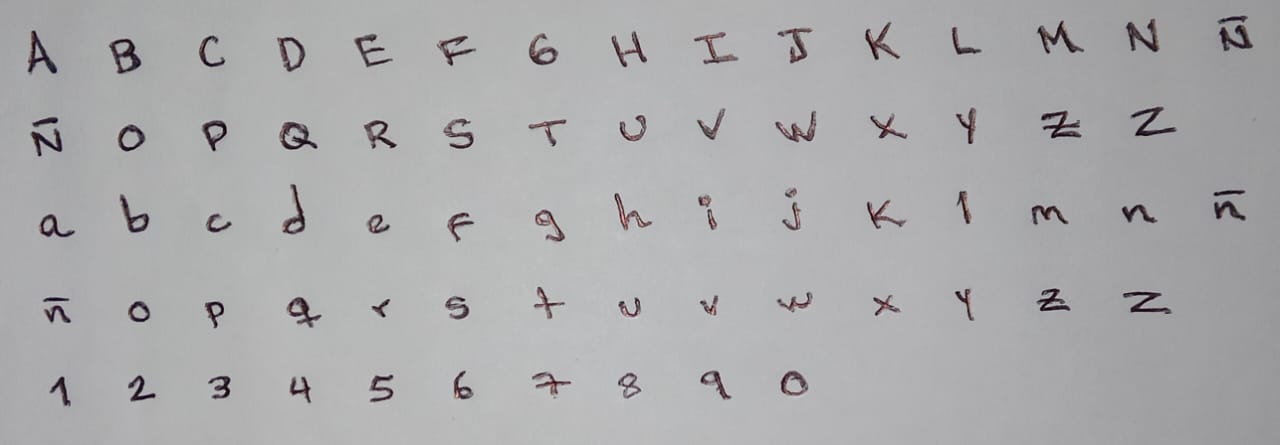 A B C D E F G H I J K L M N Ñ
Ñ O P Q R S T U V W X Y Z Z
a b c d e f g h i j k l m n ñ
ñ o p q r s t u v w x y z z
1 2 3 4 5 6 7 8 9 0